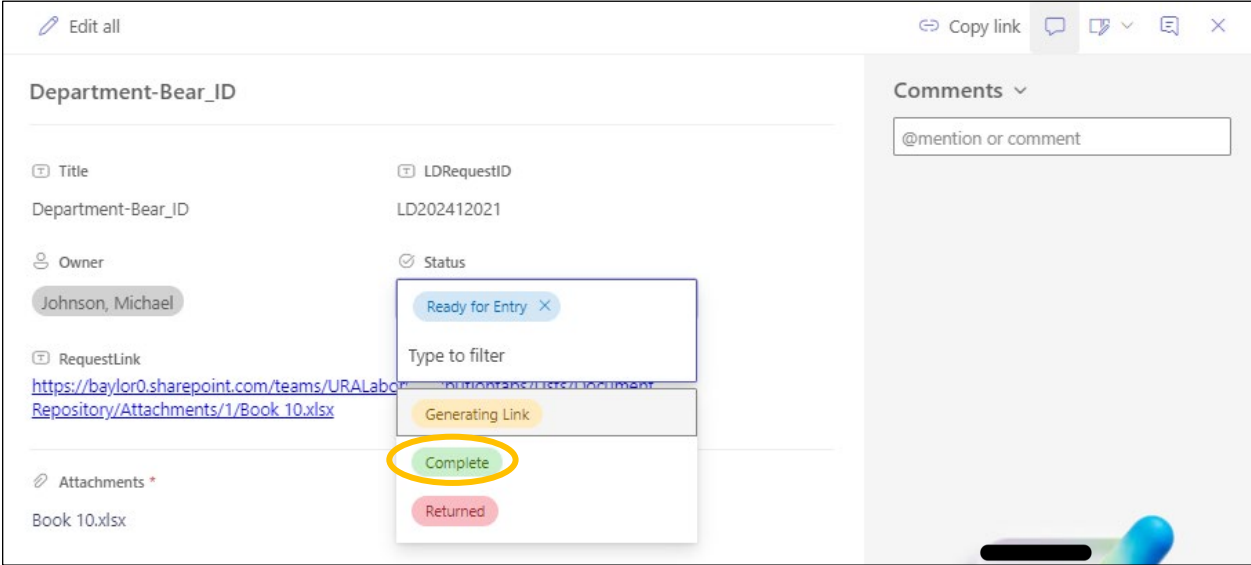 Edit all
Copy link
Department-Bear_ID
Comments
@mention or comment
Title
LDRequestID
Department-Bear_ID
LD202412021
Owner
Status
Johnson, Michael
Ready for Entry
Type to filter
RequestLink
https://baylor0.sharepoint.com/teams/URALabor
Repository/Attachments/1/Book 10.xlsx
Generating Link
Complete
Returned
Attachments *
Book 10.xlsx